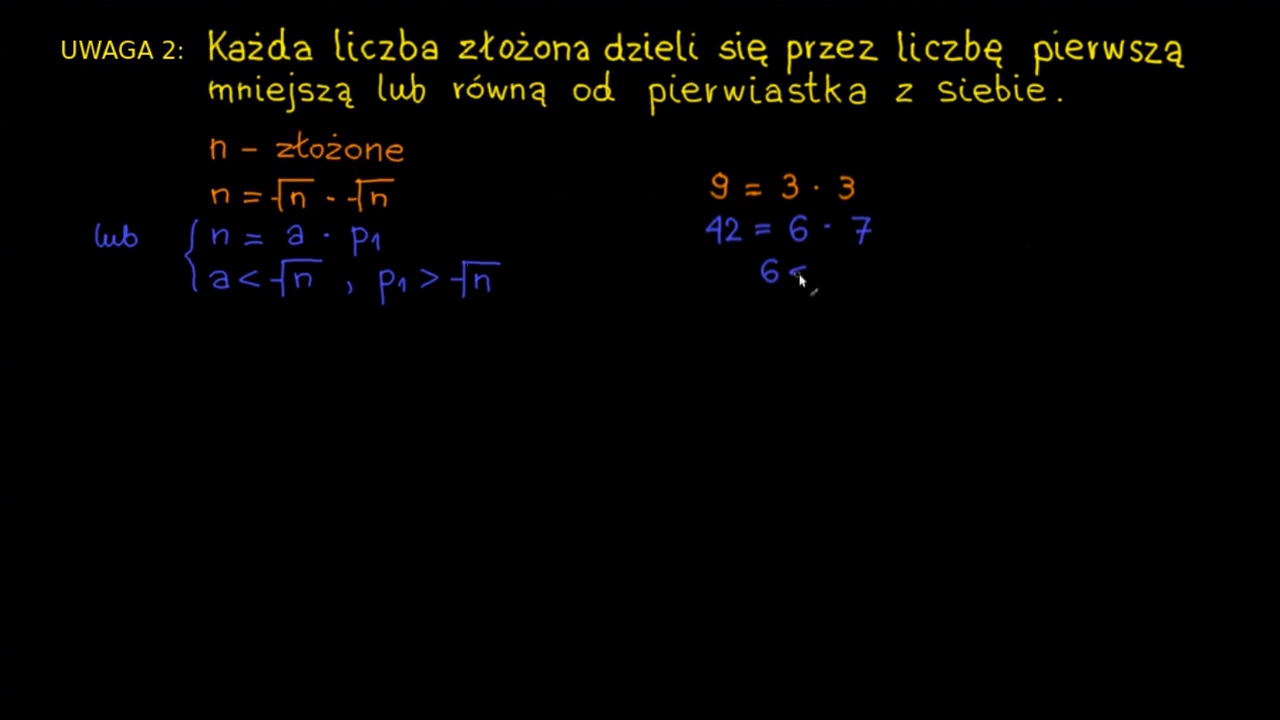 UWAGA 2: Każda liczba złożona dzieli się przez liczbę pierwszą
mniejszą lub równą od pierwiastka z siebie.
n - złożone
n = √n · √n
lub { n = a · p₁
a < √n , p₁ > √n
9 = 3 · 3
42 = 6 · 7
6 <